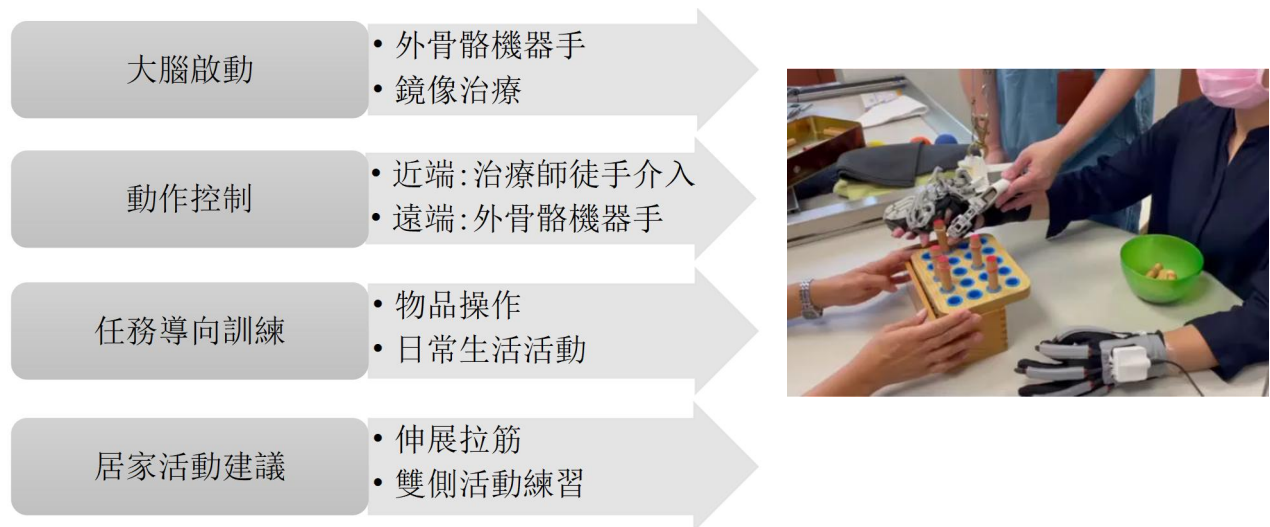 大腦啟動
• 外骨骼機器手
• 鏡像治療
動作控制
• 近端:治療師徒手介入
• 遠端:外骨骼機器手
任務導向訓練
• 物品操作
• 日常生活活動
居家活動建議
• 伸展拉筋
• 雙側活動練習